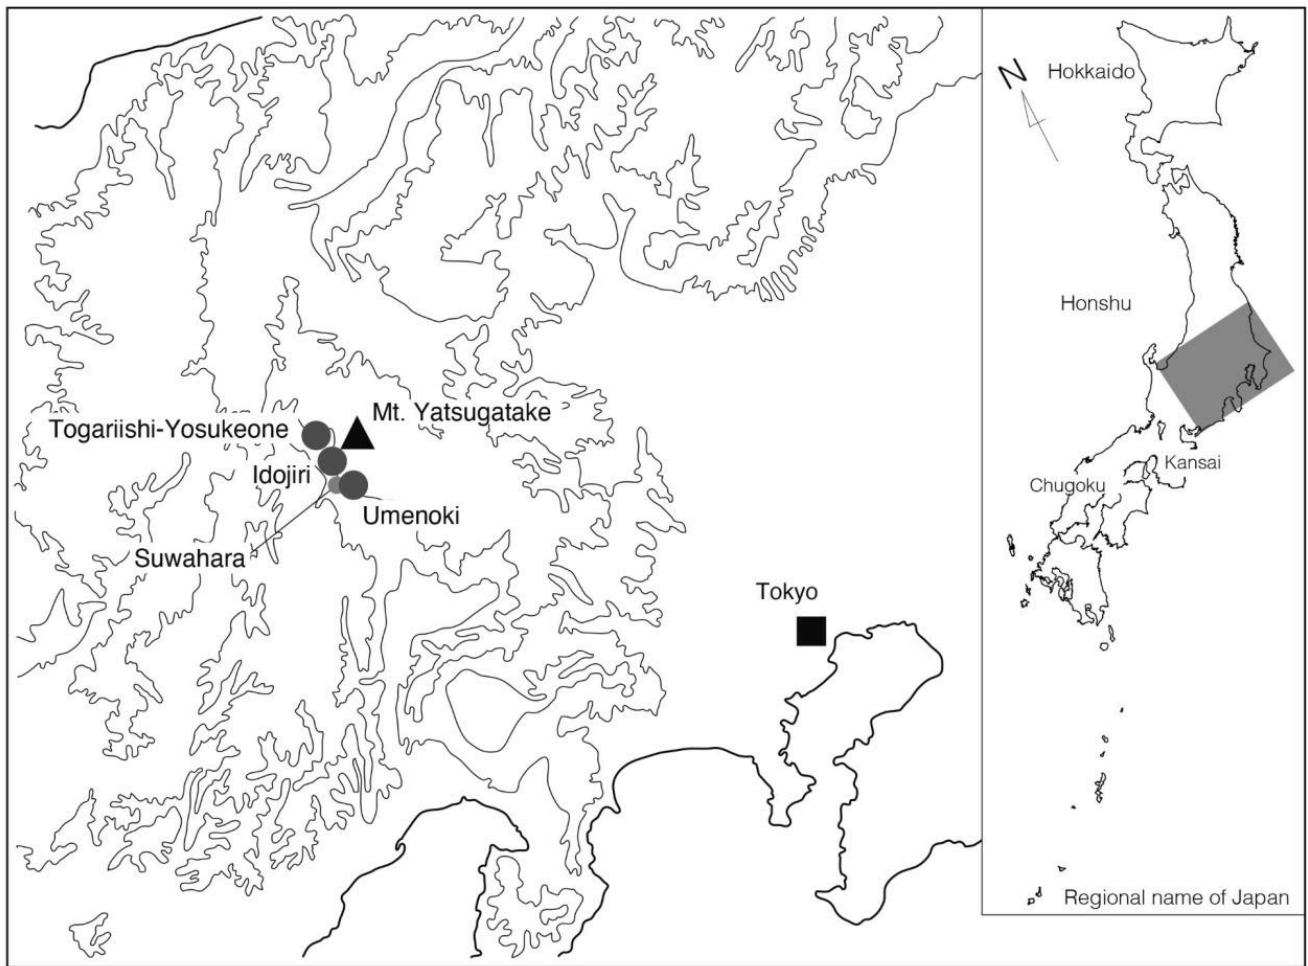 Mt. Yatsugatake
Togariishi-Yosukeone
Idojiri
Umenoki
Suwahara
Tokyo
N
Hokkaido
Honshu
Kansai
Chugoku
Regional name of Japan